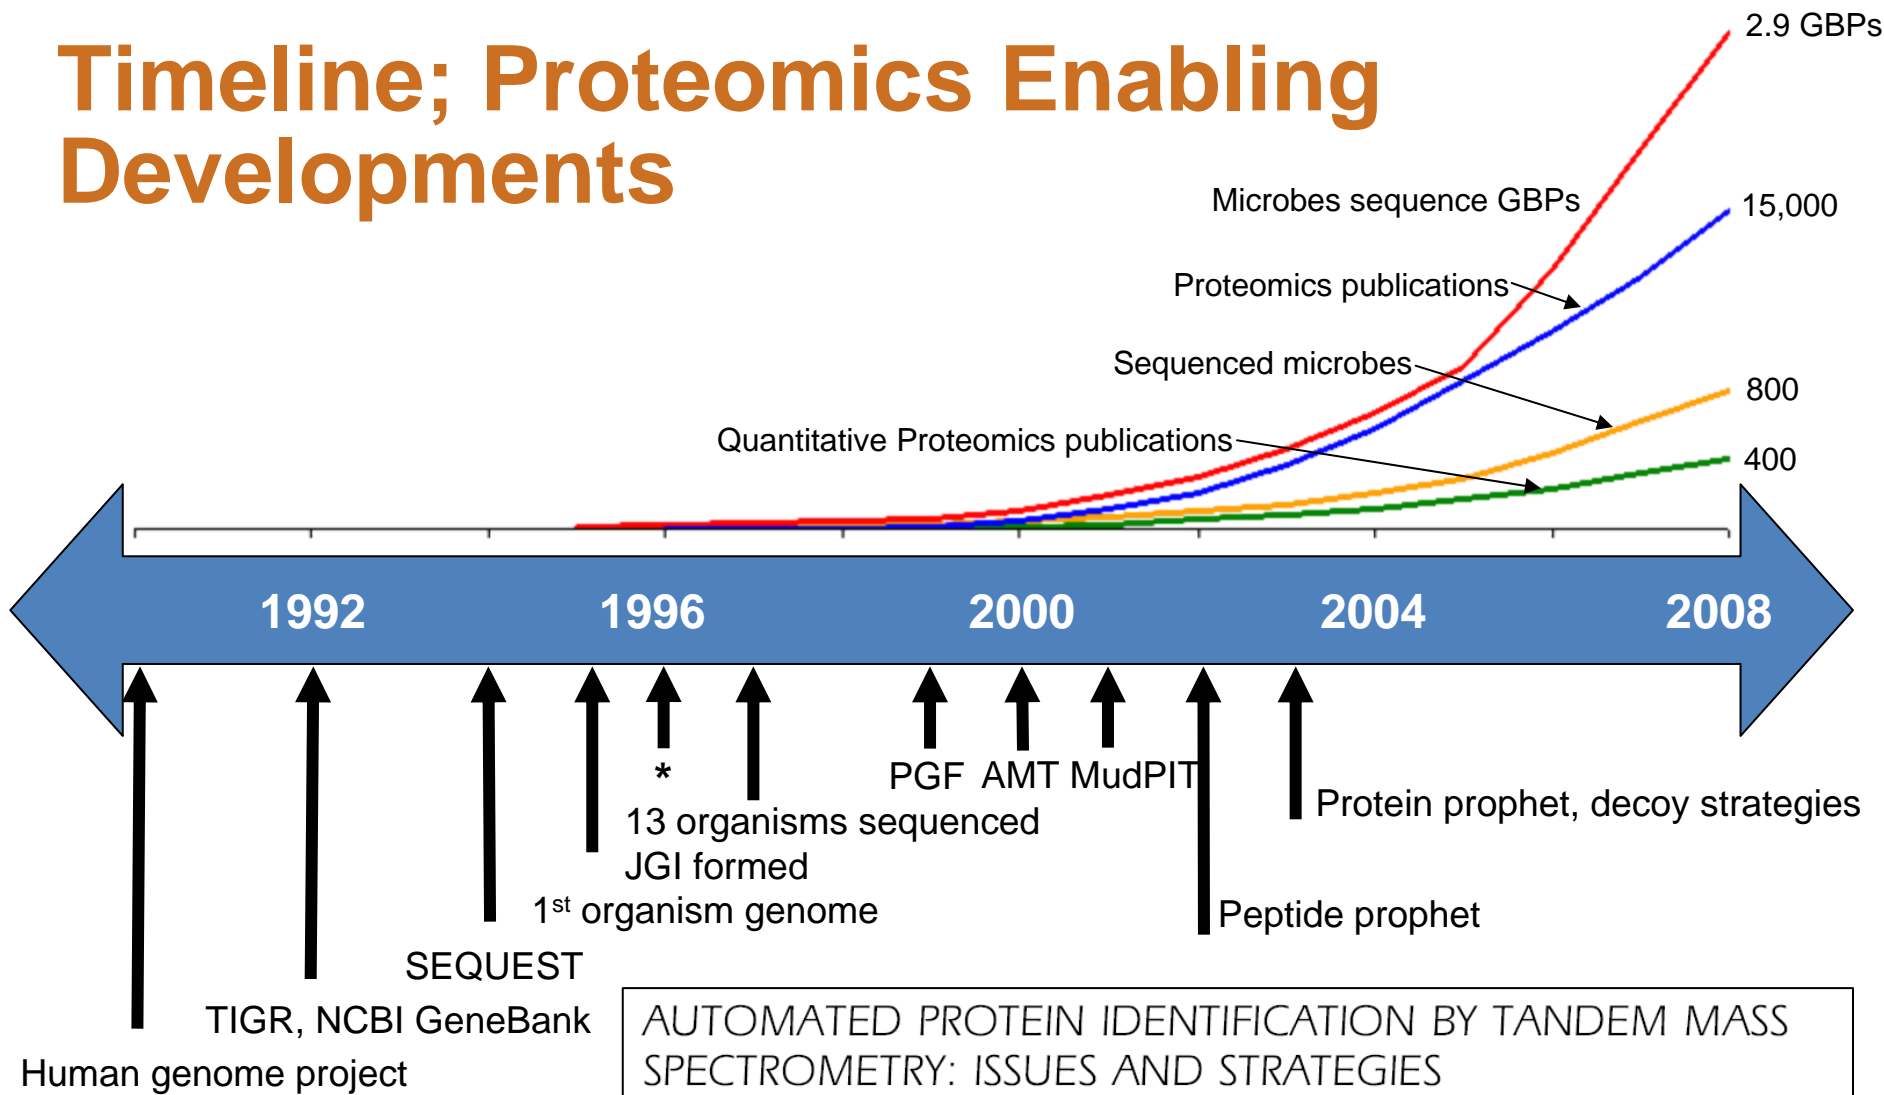 Timeline; Proteomics Enabling
Developments
2.9 GBPs
Microbes sequence GBPs
15,000
Proteomics publications
Sequenced microbes
800
Quantitative Proteomics publications
400
1992 1996 2000 2004 2008
*
PGF AMT MudPIT
13 organisms sequenced
Protein prophet, decoy strategies
JGI formed
1st organism genome
Peptide prophet
SEQUEST
TIGR, NCBI GeneBank
Human genome project
AUTOMATED PROTEIN IDENTIFICATION BY TANDEM MASS
SPECTROMETRY: ISSUES AND STRATEGIES